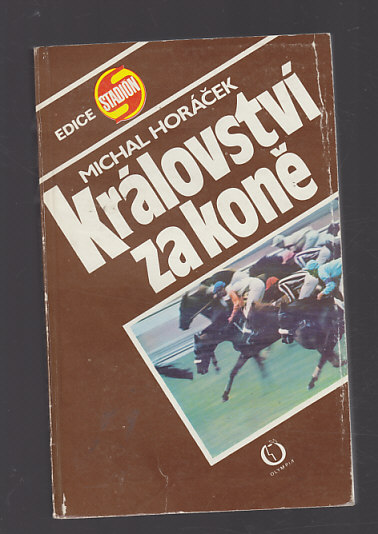 EDICE STADION
MICHAL HORÁČEK
Království
za koně
OLYMPIA